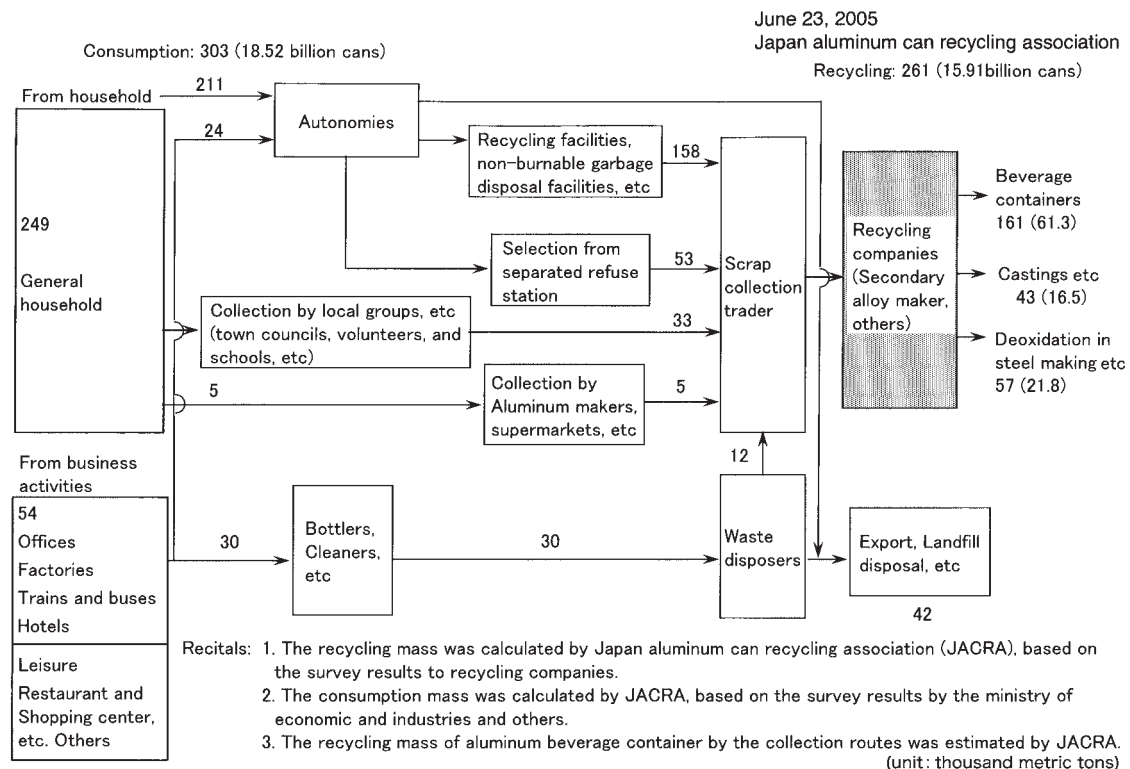 June 23, 2005
Japan aluminum can recycling association
Consumption: 303 (18.52 billion cans)
Recycling: 261 (15.91billion cans)
From household
211
24
Autonomies
249
General
household
Recycling facilities,
non-burnable garbage
disposal facilities, etc
158
Selection from
separated refuse
station
53
Collection by local groups, etc
(town councils, volunteers, and
schools, etc)
33
5
Collection by
Aluminum makers,
supermarkets, etc
5
Scrap
collection
trader
Recycling
companies
(Secondary
alloy maker,
others)
Beverage
containers
161 (61.3)
Castings etc
43 (16.5)
Deoxidation in
steel making etc
57 (21.8)
From business
activities
54
Offices
Factories
Trains and buses
Hotels
Leisure
Restaurant and
Shopping center,
etc. Others
30
Bottlers,
Cleaners,
etc
30
12
Waste
disposers
Export, Landfill
disposal, etc
42
Recitals: 1. The recycling mass was calculated by Japan aluminum can recycling association (JACRA), based on
the survey results to recycling companies.
2. The consumption mass was calculated by JACRA, based on the survey results by the ministry of
economic and industries and others.
3. The recycling mass of aluminum beverage container by the collection routes was estimated by JACRA.
(unit: thousand metric tons)